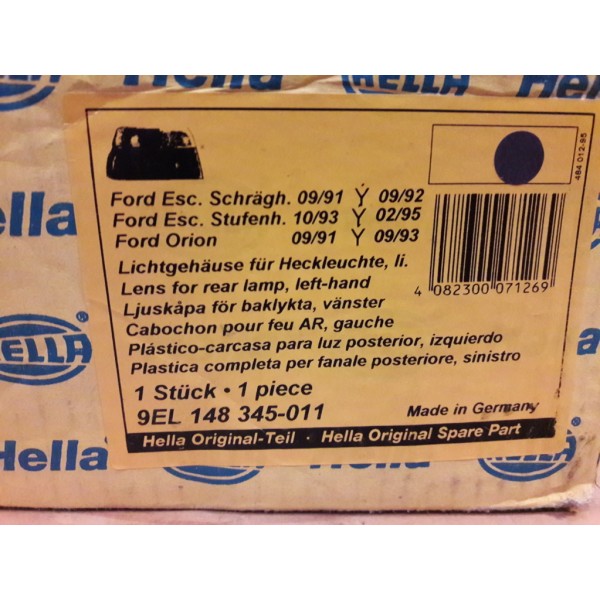 Hella
HELLA
Hella
484 012-95
Ford Esc. Schrägh. 09/91 Y 09/92
Ford Esc. Stufenh. 10/93 Y 02/95
Ford Orion 09/91 Y 09/93
Lichtgehäuse für Heckleuchte, li.
Lens for rear lamp, left-hand
Ljuskåpa för baklykta, vänster
Cabochon pour feu AR, gauche
Plástico-carcasa para luz posterior, izquierdo
Plastica completa per fanale posteriore, sinistro
4 082300 071269
1 Stück · 1 piece
9EL 148 345-011
Made in Germany
Hella Original-Teil · Hella Original Spare Part
ella
HELLA
®
Hella
Hella
HELLA